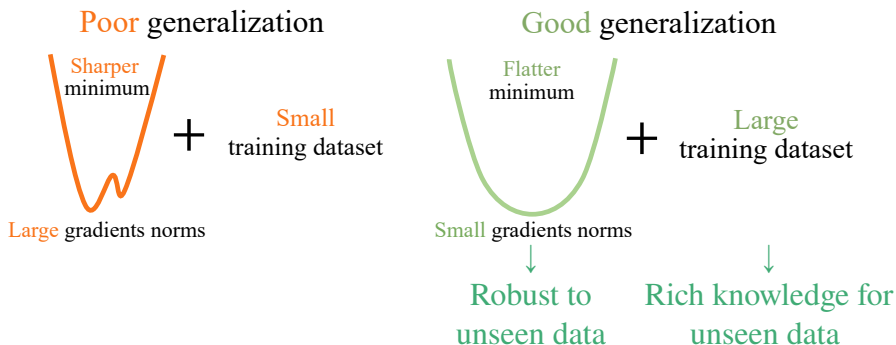 Poor generalization
Sharper
minimum
+
Small
training dataset
Large gradients norms
Good generalization
Flatter
minimum
+
Large
training dataset
Small gradients norms
↓
↓
Robust to
unseen data
Rich knowledge for
unseen data